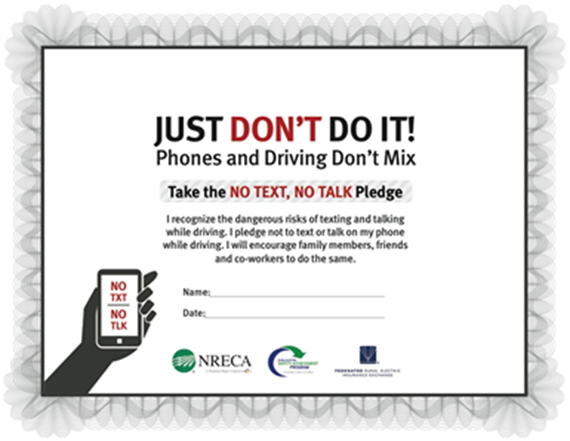 JUST DON'T DO IT!
Phones and Driving Don't Mix
Take the NO TEXT, NO TALK Pledge
I recognize the dangerous risks of texting and talking
while driving. I pledge not to text or talk on my phone
while driving. I will encourage family members, friends
and co-workers to do the same.
Name:
Date:
NO
TXT
NO
TLK
NRECA
SAFETY ACHIEVEMENT
PROGRAM
FEDERATED RURAL ELECTRIC
INSURANCE EXCHANGE